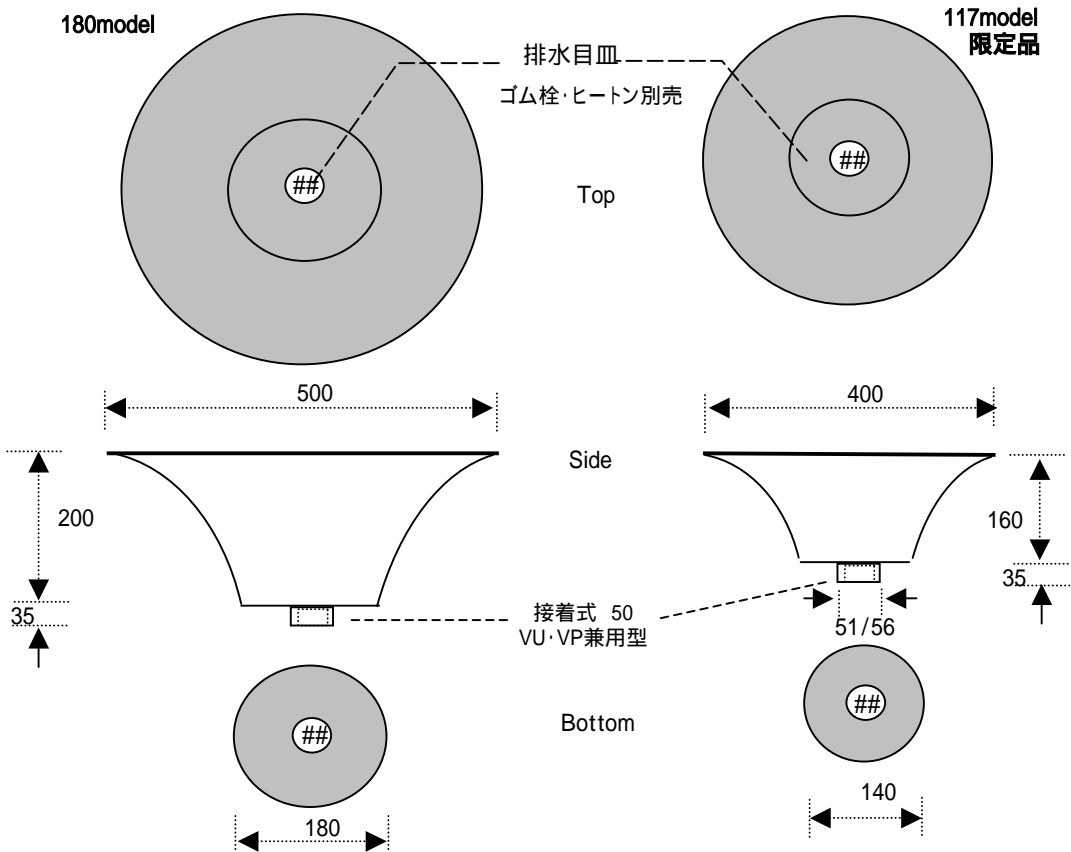 180model
117model
限定品
排水目皿
ゴム栓・ヒートン別売
##
##
Top
500
400
Side
200
160
35
35
接着式 50
VU・VP兼用型
51/56
##
##
Bottom
180
140